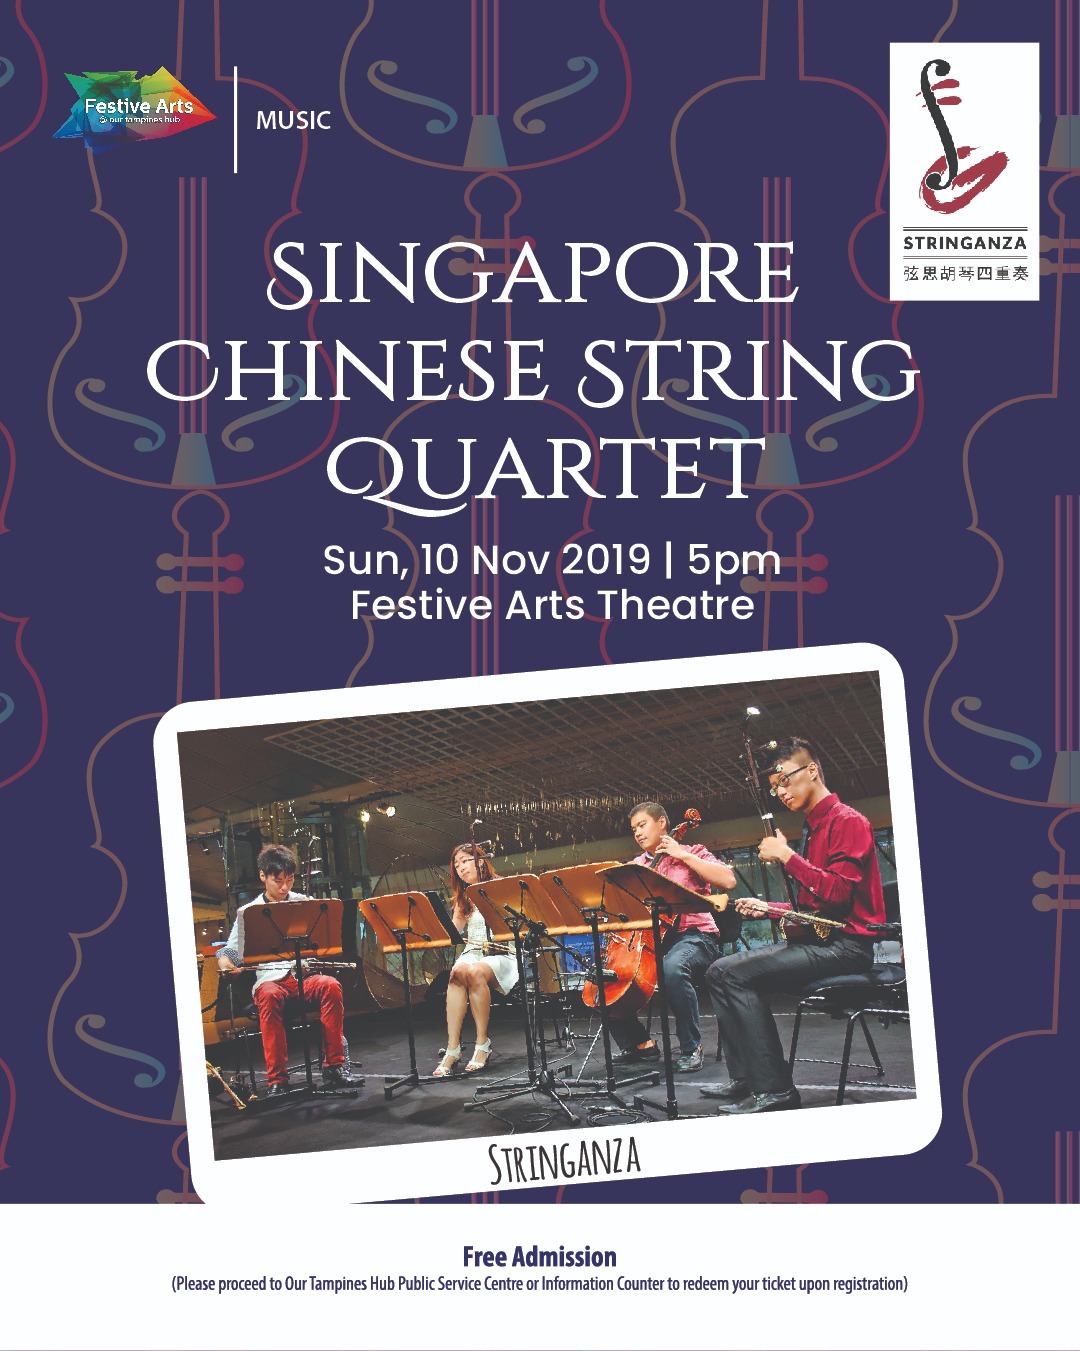 Festive Arts
@ our tampines hub
MUSIC
STRINGANZA
弦思胡琴四重奏
SINGAPORE
CHINESE STRING
QUARTET
Sun, 10 Nov 2019 | 5pm
Festive Arts Theatre
STRINGANZA
Free Admission
(Please proceed to Our Tampines Hub Public Service Centre or Information Counter to redeem your ticket upon registration)